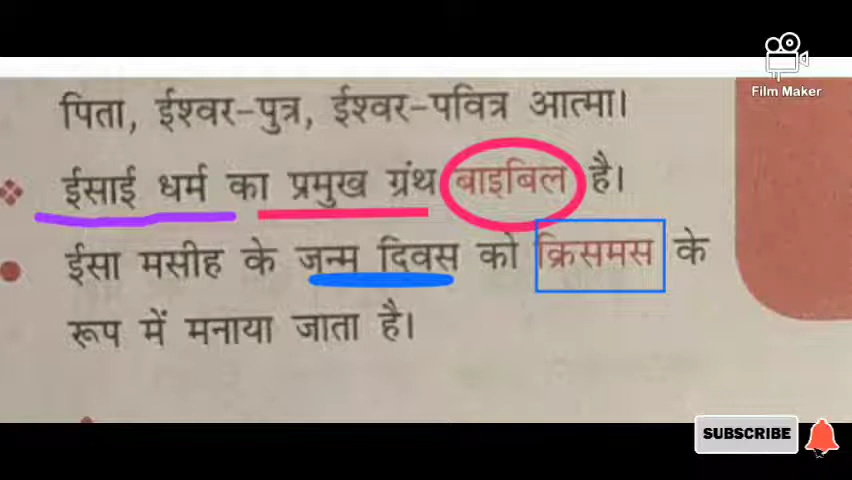 Film Maker
पिता, ईश्वर-पुत्र, ईश्वर-पवित्र आत्मा।
ईसाई धर्म का प्रमुख ग्रंथ बाइबिल है।
ईसा मसीह के जन्म दिवस को क्रिसमस के
रूप में मनाया जाता है।
SUBSCRIBE